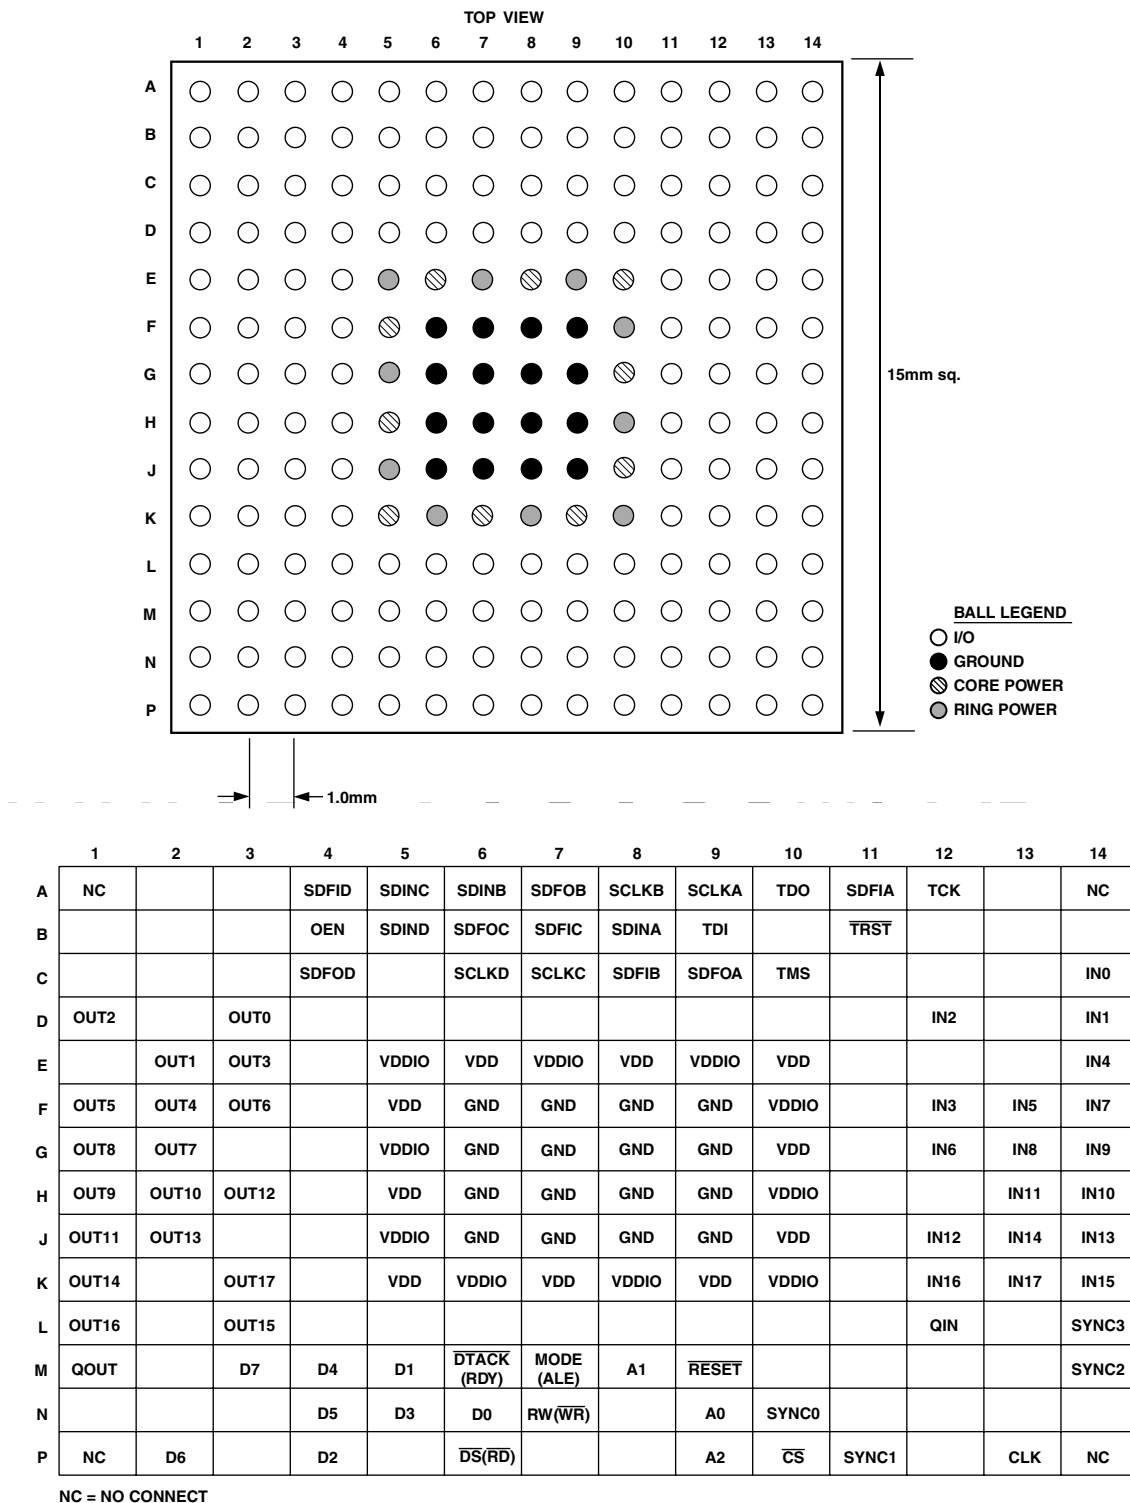 TOP VIEW
1 2 3 4 5 6 7 8 9 10 11 12 13 14
A
B
C
D
E
F
G
15mm sq.
H
J
K
L
M
BALL LEGEND
I/O
N
GROUND
CORE POWER
P
RING POWER
1.0mm
1 2 3 4 5 6 7 8 9 10 11 12 13 14
A NC SDFID SDINC SDINB SDFOB SCLKB SCLKA TDO SDFIA TCK NC
B OEN SDIND SDFOC SDFIC SDINA TDI TRST
C SDFOD SCLKD SCLKC SDFIB SDFOA TMS IN0
D OUT2 OUT0 IN2 IN1
E OUT1 OUT3 VDDIO VDD VDDIO VDD VDDIO VDD IN4
F OUT5 OUT4 OUT6 VDD GND GND GND GND VDDIO IN3 IN5 IN7
G OUT8 OUT7 VDDIO GND GND GND GND VDD IN6 IN8 IN9
H OUT9 OUT10 OUT12 VDD GND GND GND GND VDDIO IN11 IN10
J OUT11 OUT13 VDDIO GND GND GND GND VDD IN12 IN14 IN13
K OUT14 OUT17 VDD VDDIO VDD VDDIO VDD VDDIO IN16 IN17 IN15
L OUT16 OUT15 QIN SYNC3
M QOUT D7 D4 D1 DTACK (RDY) MODE (ALE) A1 RESET SYNC2
N D5 D3 D0 RW(WR) A0 SYNC0
P NC D6 D2 DS(RD) A2 CS SYNC1 CLK NC
NC = NO CONNECT